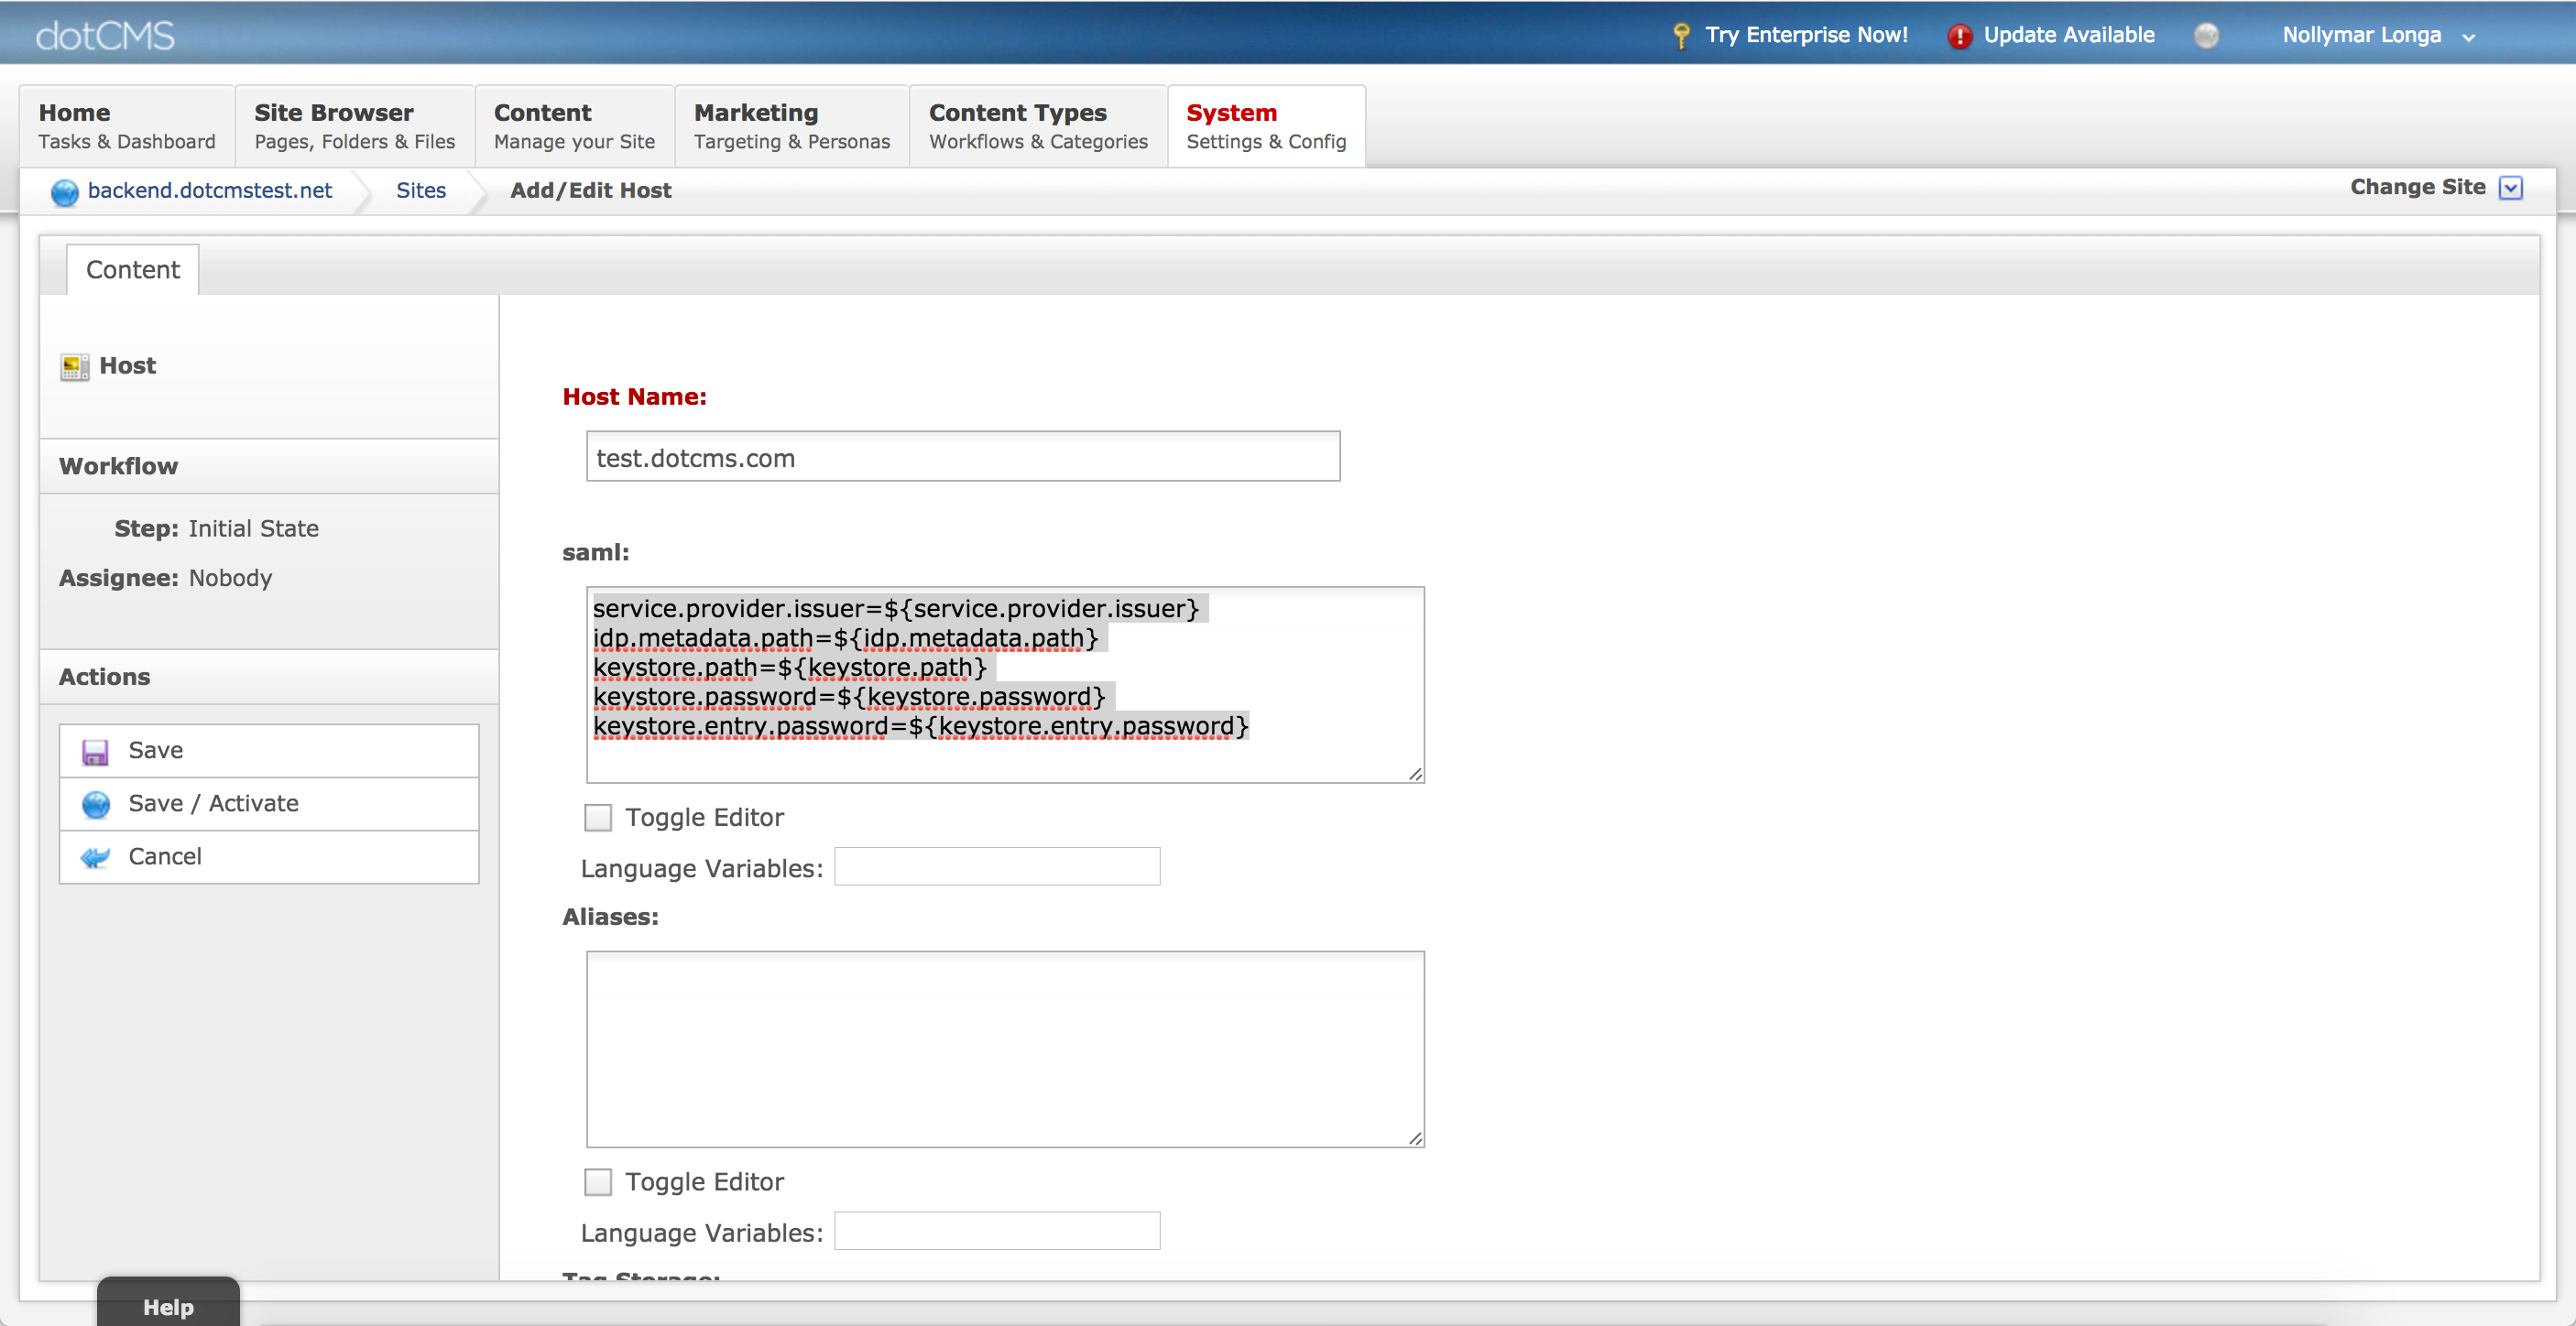 dotCMS
Try Enterprise Now! Update Available Nollymar Longa
Home Site Browser Content Marketing Content Types System
Tasks & Dashboard Pages, Folders & Files Manage your Site Targeting & Personas Workflows & Categories Settings & Config
backend.dotcmstest.net Sites Add/Edit Host Change Site
Content
Host
Workflow
Step: Initial State
Assignee: Nobody
Actions
Save
Save / Activate
Cancel
Host Name:
test.dotcms.com
saml:
service.provider.issuer=${service.provider.issuer}
idp.metadata.path=${idp.metadata.path}
keystore.path=${keystore.path}
keystore.password=${keystore.password}
keystore.entry.password=${keystore.entry.password}
Toggle Editor
Language Variables:
Aliases:
Toggle Editor
Language Variables:
Tag Storage:
Help